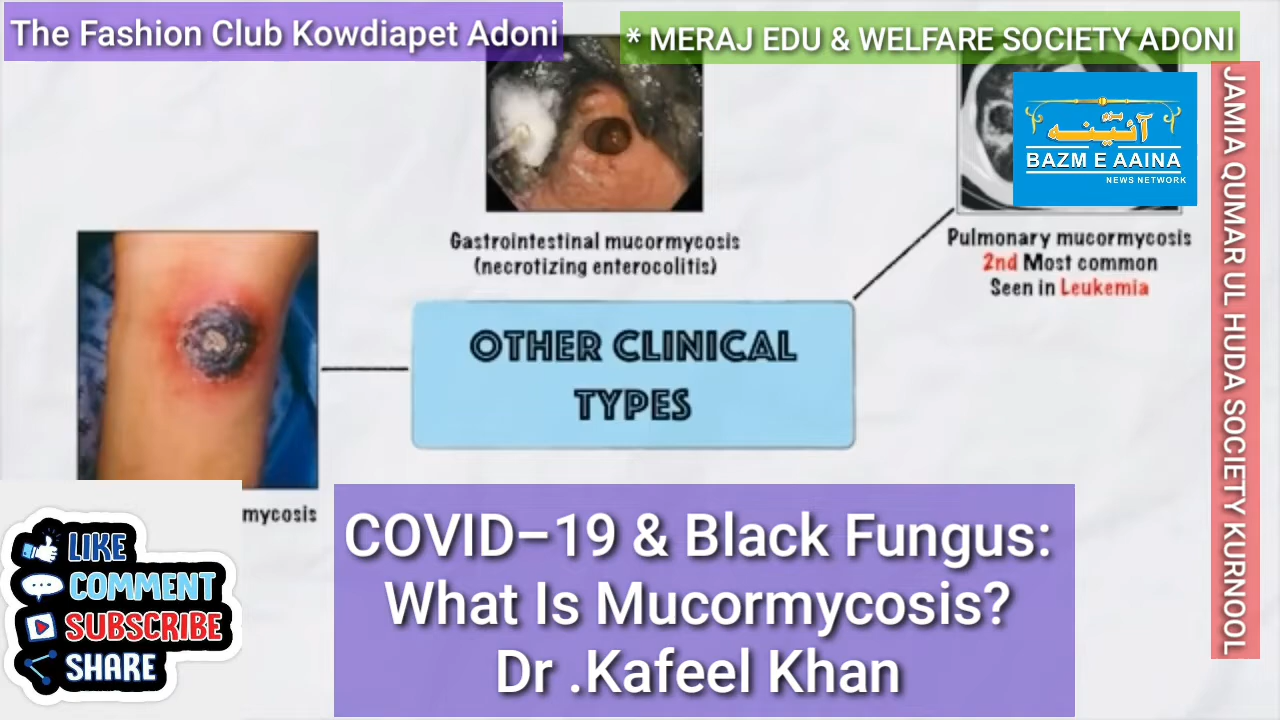 The Fashion Club Kowdiapet Adoni
* MERAJ EDU & WELFARE SOCIETY ADONI
آئینہ
BAZM E AAINA
NEWS NETWORK
Gastrointestinal mucormycosis
(necrotizing enterocolitis)
Pulmonary mucormycosis
2nd Most common
Seen in Leukemia
OTHER CLINICAL
TYPES
mycosis
LIKE
COMMENT
SUBSCRIBE
SHARE
COVID–19 & Black Fungus:
What Is Mucormycosis?
Dr .Kafeel Khan
JAMIA QUMAR UL HUDA SOCIETY KURNOOL